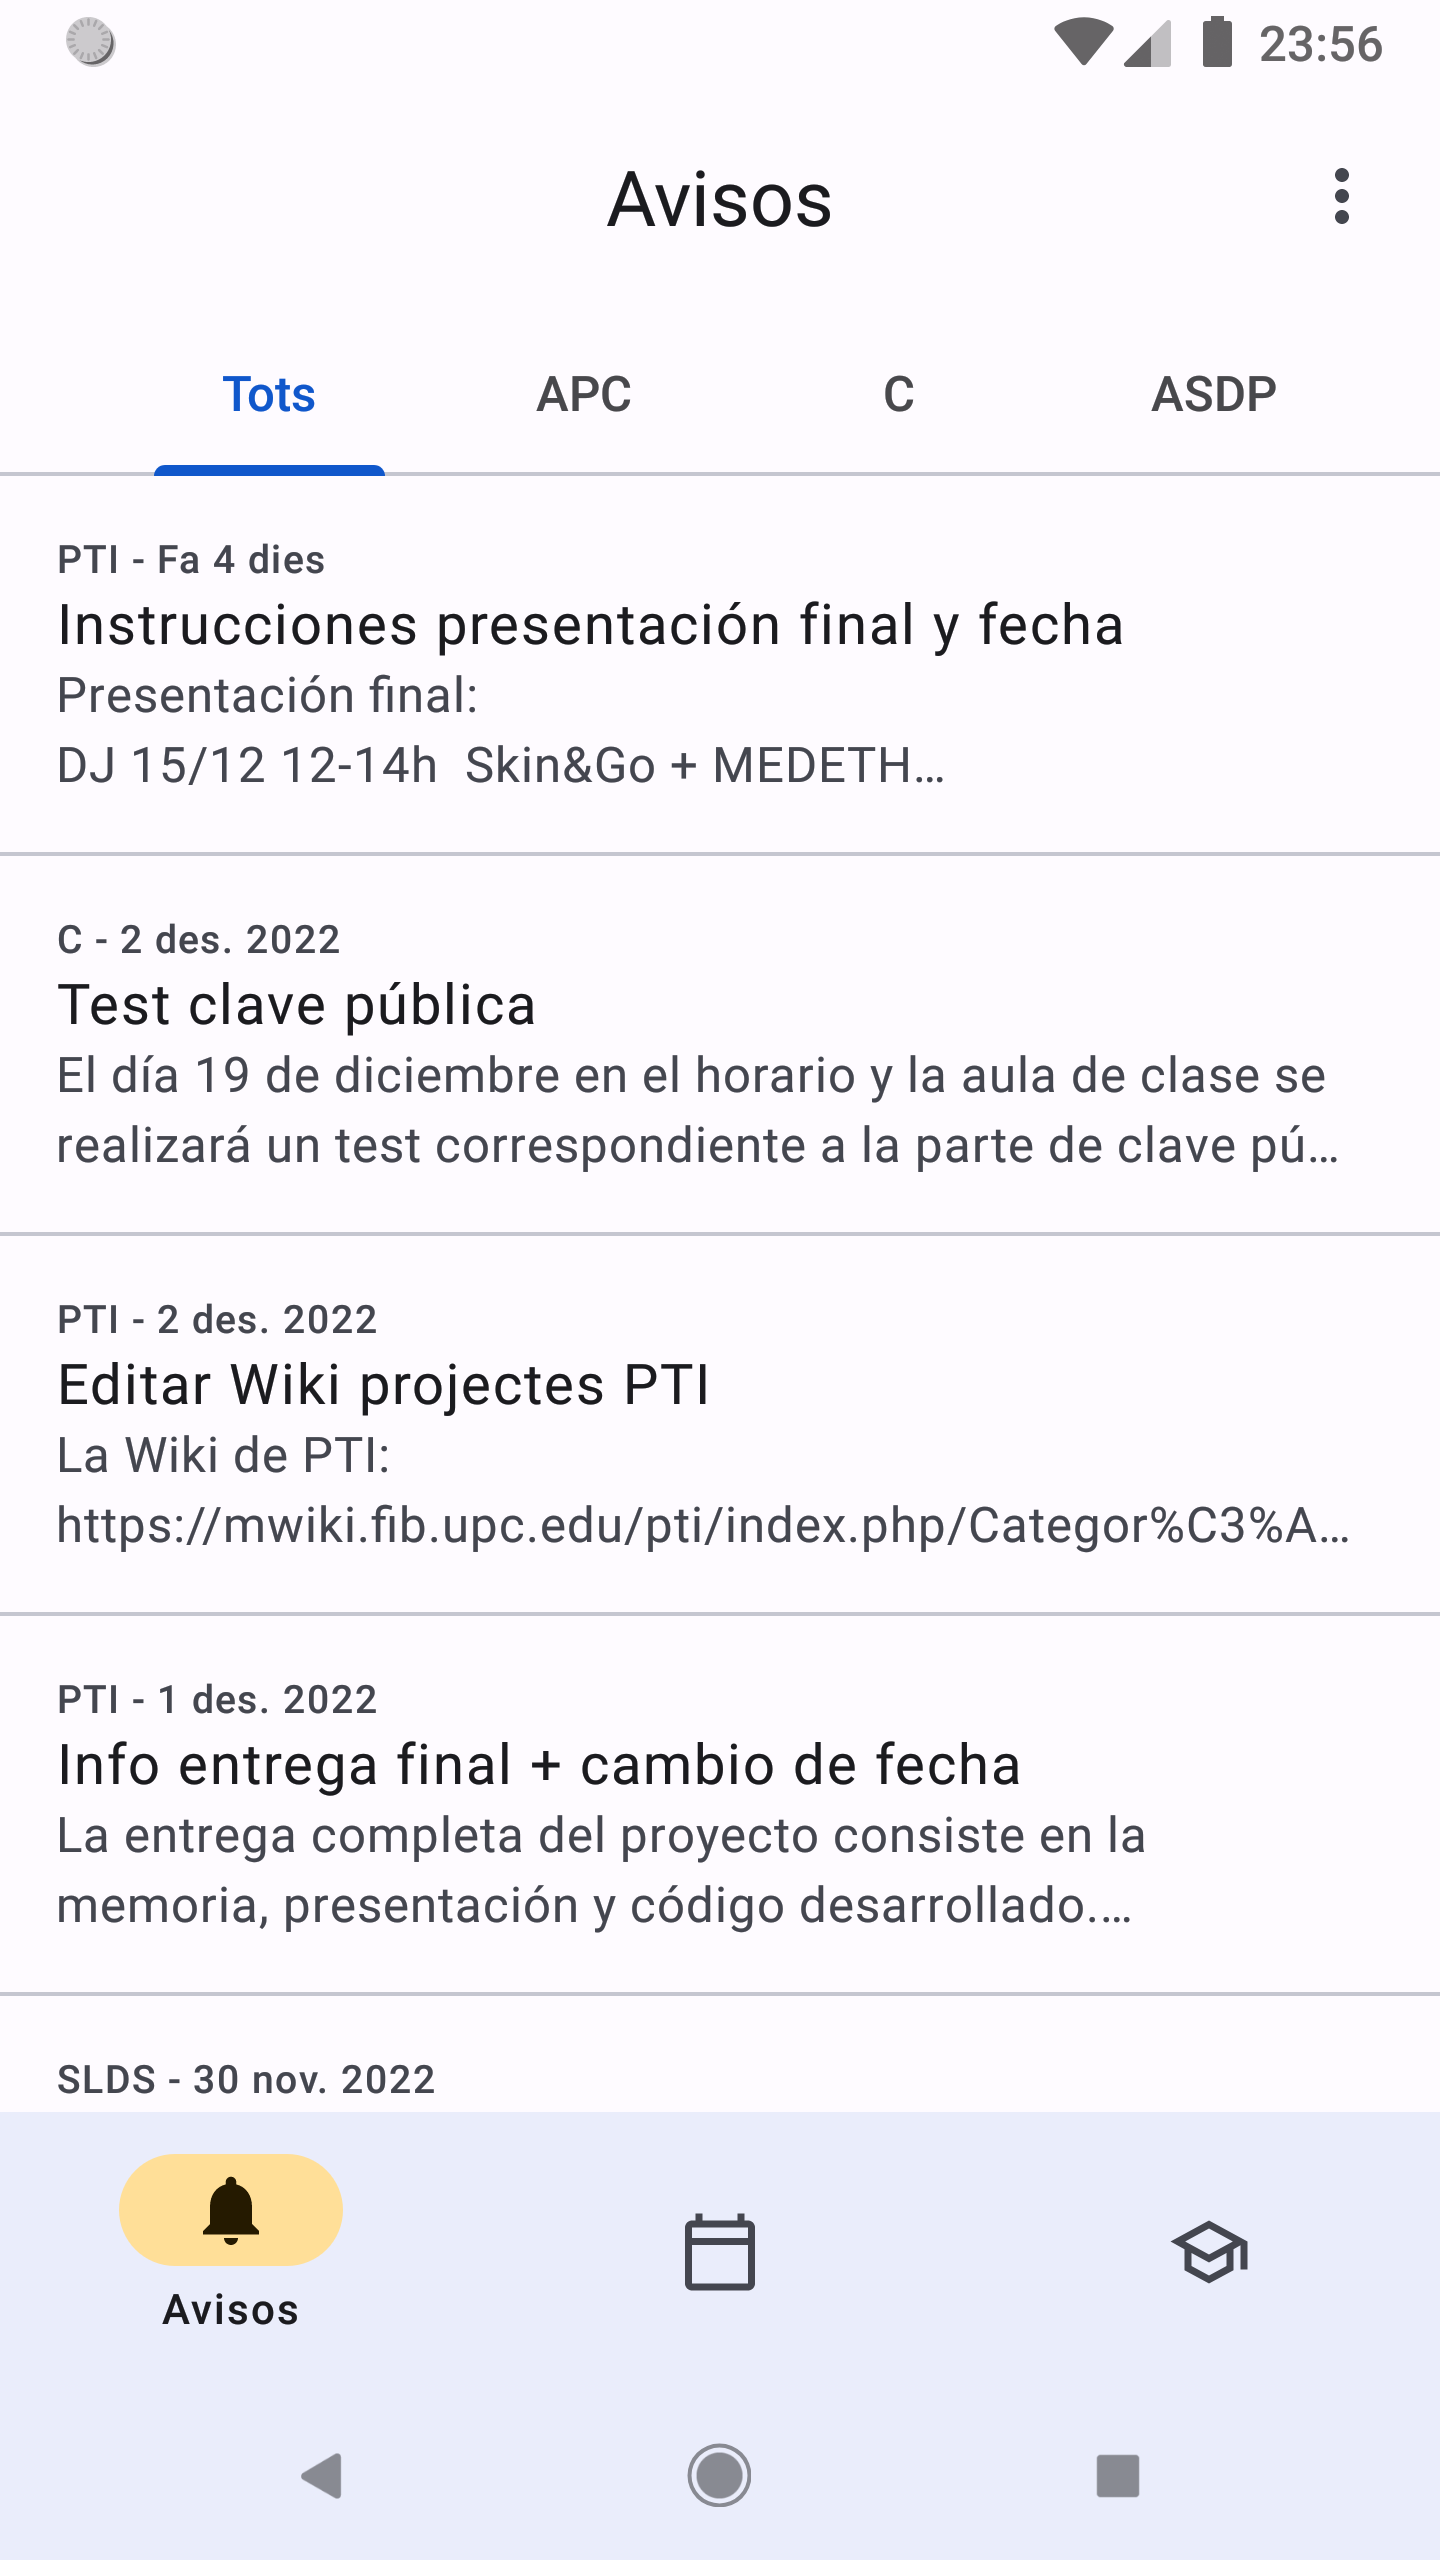 23:56
Avisos
Tots APC C ASDP
PTI - Fa 4 dies
Instrucciones presentación final y fecha
Presentación final:
DJ 15/12 12-14h  Skin&Go + MEDETH…
C - 2 des. 2022
Test clave pública
El día 19 de diciembre en el horario y la aula de clase se
realizará un test correspondiente a la parte de clave pú…
PTI - 2 des. 2022
Editar Wiki projectes PTI
La Wiki de PTI:
https://mwiki.fib.upc.edu/pti/index.php/Categor%C3%A…
PTI - 1 des. 2022
Info entrega final + cambio de fecha
La entrega completa del proyecto consiste en la
memoria, presentación y código desarrollado.…
SLDS - 30 nov. 2022
Avisos